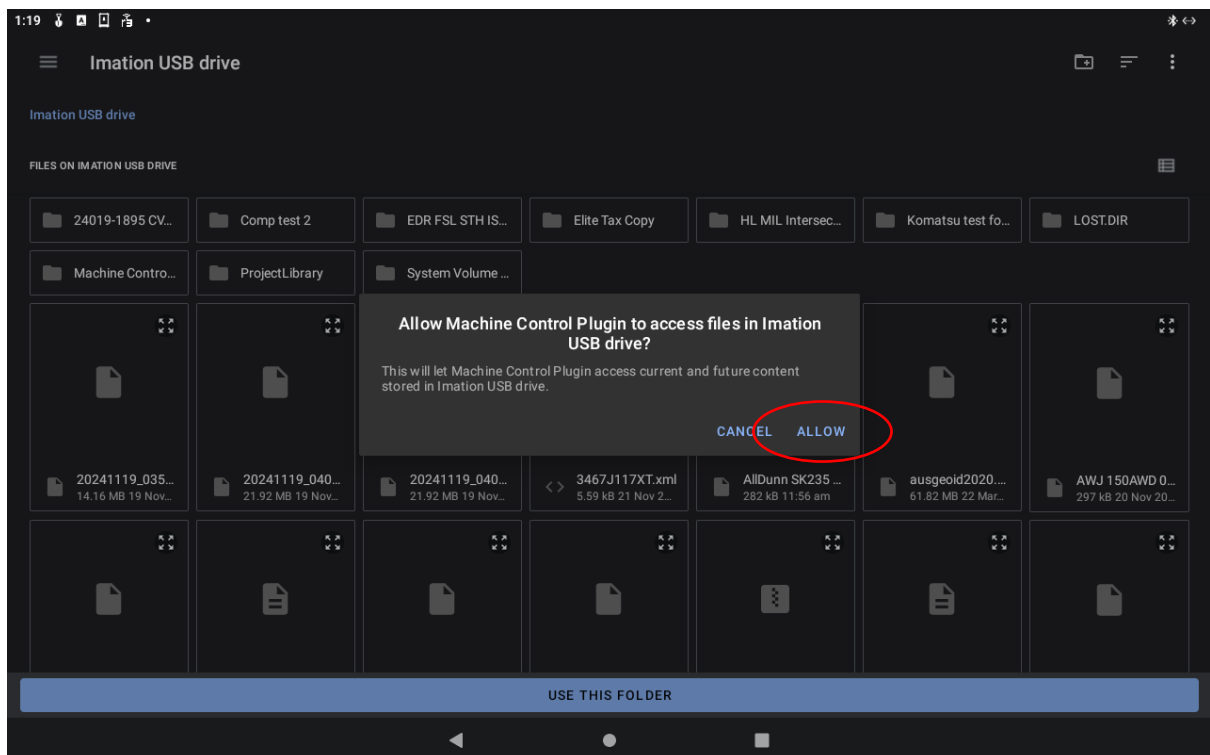 1:19
Imation USB drive
Imation USB drive
FILES ON IMATION USB DRIVE
24019-1895 CV...
Comp test 2
EDR FSL STH IS...
Elite Tax Copy
HL MIL Intersec...
Komatsu test fo...
LOST.DIR
Machine Contro...
ProjectLibrary
System Volume ...
Allow Machine Control Plugin to access files in Imation
USB drive?
This will let Machine Control Plugin access current and future content
stored in Imation USB drive.
CANCEL ALLOW
20241119_035...
14.16 MB 19 Nov...
20241119_040...
21.92 MB 19 Nov...
20241119_040...
21.92 MB 19 Nov...
3467J117XT.xml
5.59 kB 21 Nov 2...
AllDunn SK235 ...
282 kB 11:56 am
ausgeoid2020....
61.82 MB 22 Mar...
AWJ 150AWD 0...
297 kB 20 Nov 20...
USE THIS FOLDER